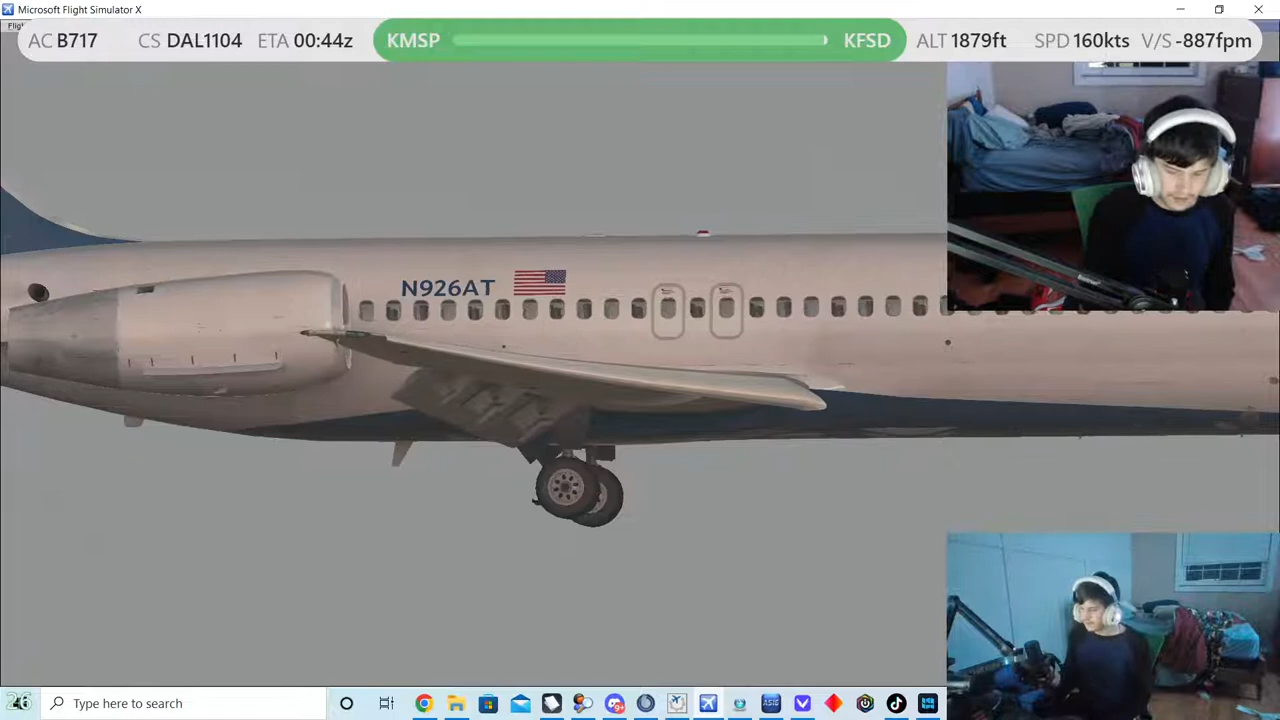 Microsoft Flight Simulator X
AC B717 CS DAL1104 ETA 00:44z KMSP KFSD ALT 1879ft SPD 160kts V/S -887fpm
N926AT
26 Type here to search